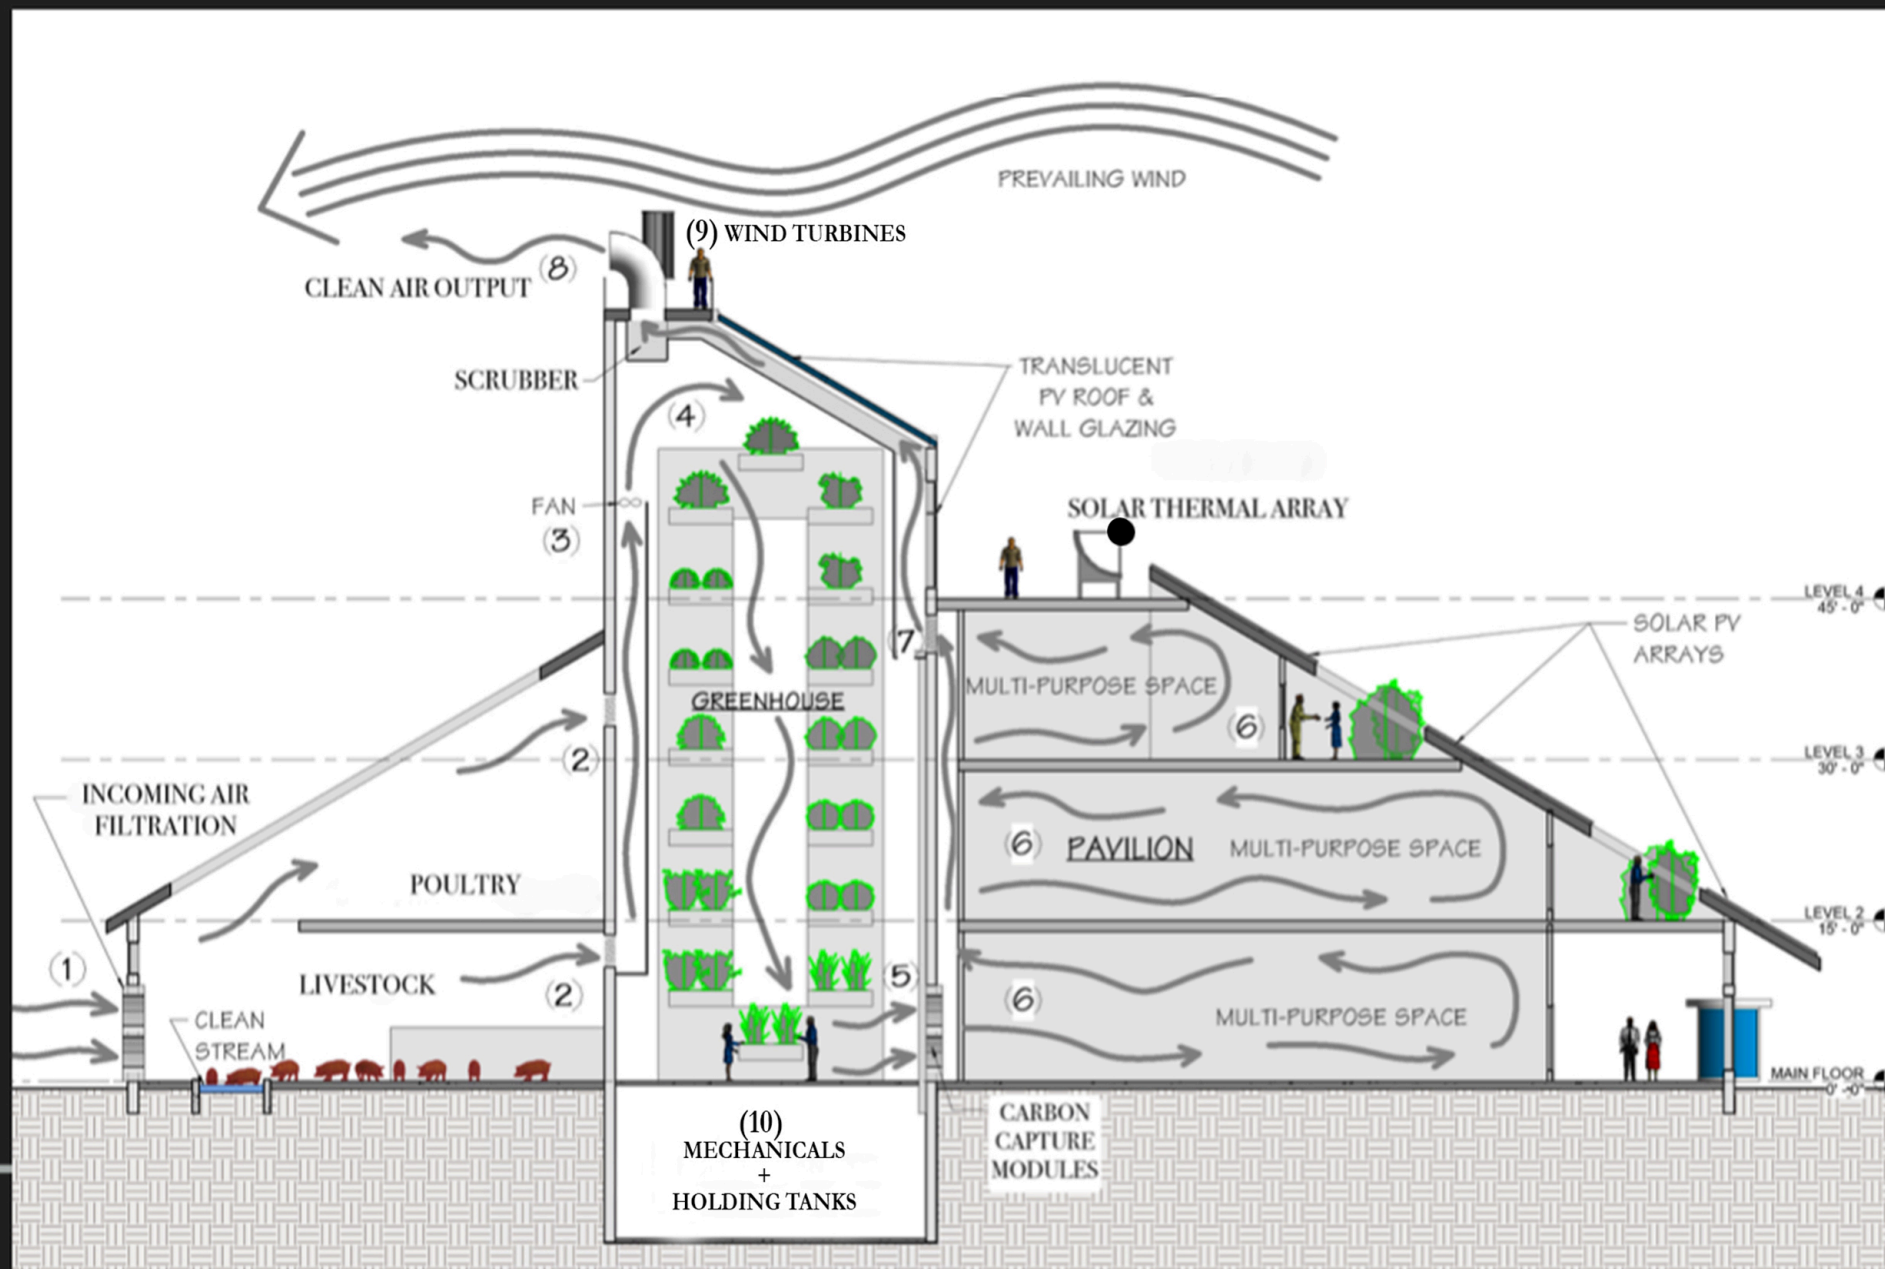 PREVAILING WIND
(9) WIND TURBINES
(8)
CLEAN AIR OUTPUT
SCRUBBER
(4)
TRANSLUCENT
PV ROOF &
WALL GLAZING
FAN
(3)
SOLAR THERMAL ARRAY
LEVEL 4
45' - 0"
SOLAR PV
ARRAYS
(7)
MULTI-PURPOSE SPACE
GREENHOUSE
(6)
(2)
LEVEL 3
30' - 0"
INCOMING AIR
FILTRATION
(6)
PAVILION
MULTI-PURPOSE SPACE
POULTRY
LEVEL 2
15' - 0"
(1)
LIVESTOCK
(2)
(5)
(6)
MULTI-PURPOSE SPACE
CLEAN
STREAM
MAIN FLOOR
0' - 0"
(10)
MECHANICALS
+
HOLDING TANKS
CARBON
CAPTURE
MODULES